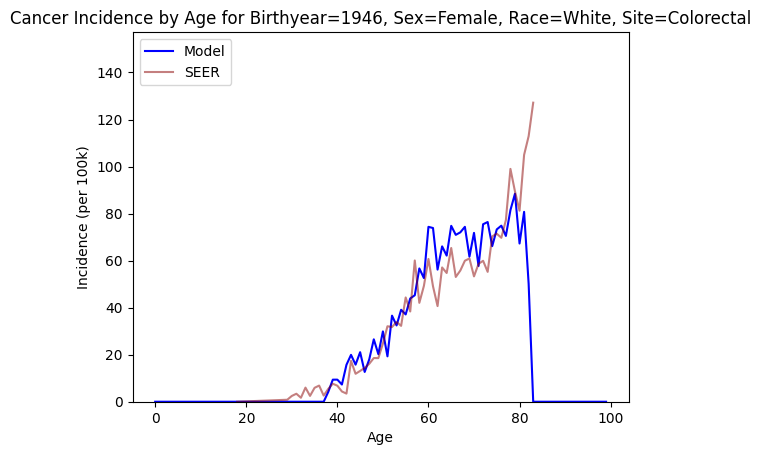 Cancer Incidence by Age for Birthyear=1946, Sex=Female, Race=White, Site=Colorectal
Model
SEER
140
120
100
80
60
40
20
0
Incidence (per 100k)
0 20 40 60 80 100
Age